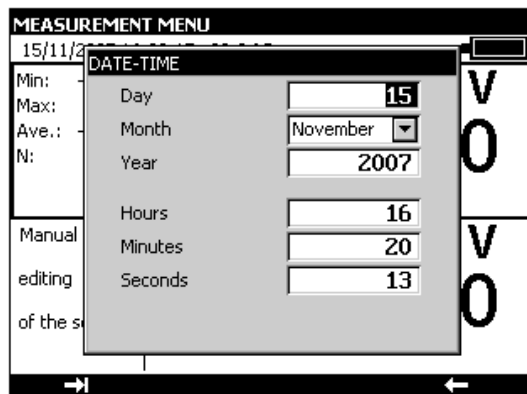 MEASUREMENT MENU
15/11/2
DATE-TIME
Min: -
Max:
Ave.: -
N:
Day 15
Month November
Year 2007
Hours 16
Minutes 20
Seconds 13
V
0
Manual
editing
of the s
V
0